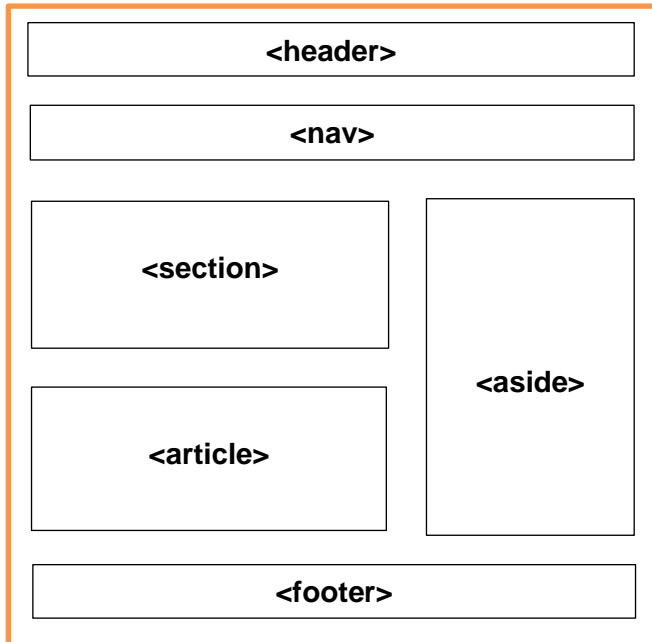 <header>
<nav>
<section>
<aside>
<article>
<footer>